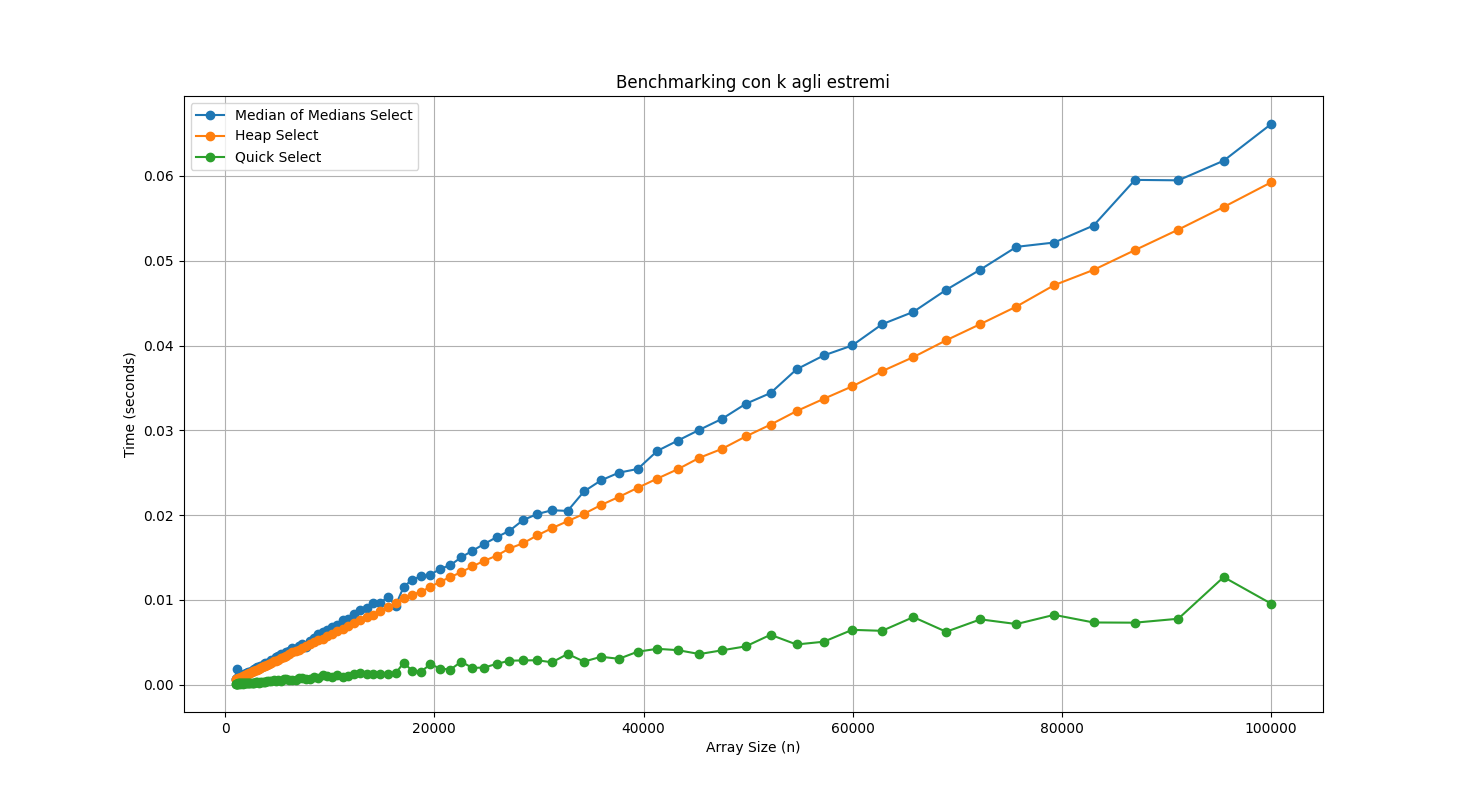 Benchmarking con k agli estremi
Median of Medians Select
Heap Select
Quick Select
0.06
0.05
0.04
0.03
0.02
0.01
0.00
Time (seconds)
0 20000 40000 60000 80000 100000
Array Size (n)